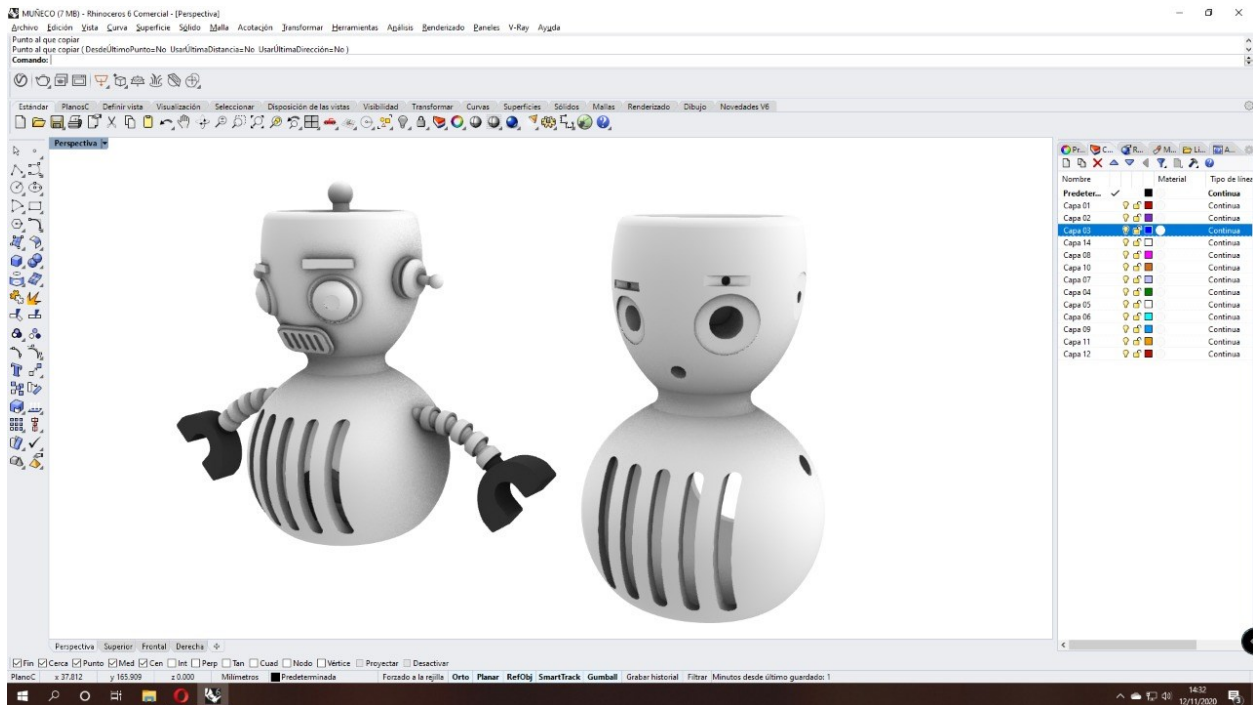 MUÑECO (7 MB) - Rhinoceros 6 Comercial - [Perspectiva]
Archivo Edición Vista Curva Superficie Sólido Malla Acotación Transformar Herramientas Análisis Renderizado Paneles V-Ray Ayuda
Punto al que copiar
Punto al que copiar ( DesdeÚltimoPunto=No UsarÚltimaDistancia=No UsarÚltimaDirección=No )
Comando:
Estándar PlanosC Definir vista Visualización Seleccionar Disposición de las vistas Visibilidad Transformar Curvas Superficies Sólidos Mallas Renderizado Dibujo Novedades V6
Perspectiva
Pr... C... R... M... Li... A...
Nombre Material Tipo de línea
Predeter... Continua
Capa 01 Continua
Capa 02 Continua
Capa 03 Continua
Capa 14 Continua
Capa 08 Continua
Capa 10 Continua
Capa 07 Continua
Capa 04 Continua
Capa 05 Continua
Capa 06 Continua
Capa 09 Continua
Capa 11 Continua
Capa 12 Continua
Perspectiva Superior Frontal Derecha
Fin Cerca Punto Med Cen Int Perp Tan Cuad Nodo Vértice Proyectar Desactivar
PlanoC x 37.812 y 165.909 z 0.000 Milímetros Predeterminada Forzado a la rejilla Orto Planar RefObj SmartTrack Gumball Grabar historial Filtrar Minutos desde último guardado: 1
14:32
12/11/2020